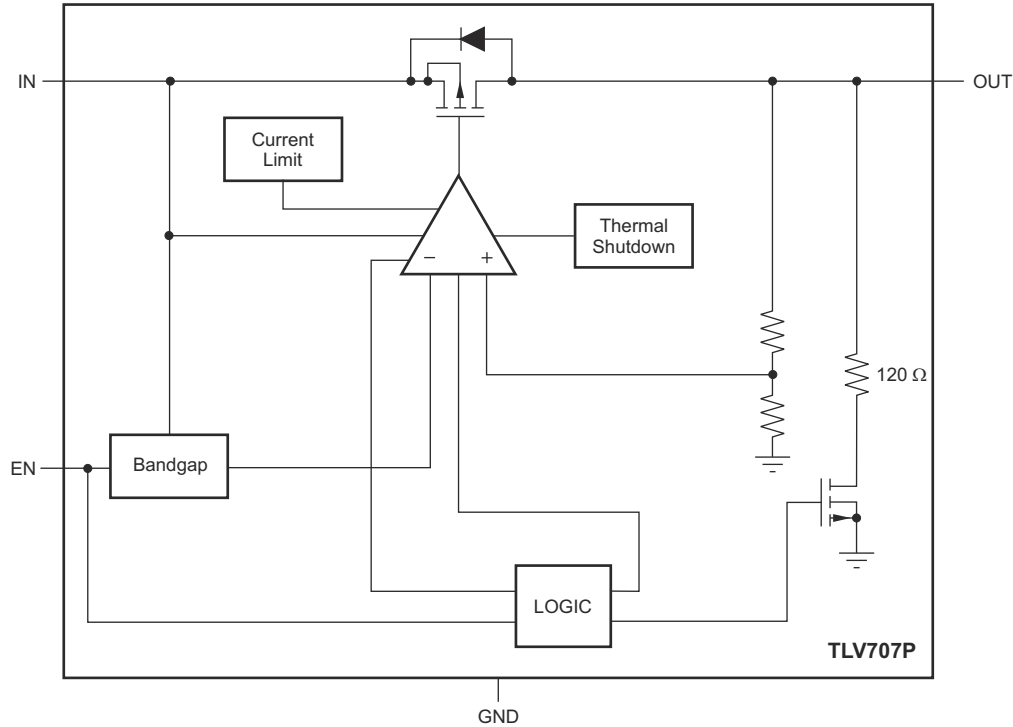 IN
OUT
Current
Limit
Thermal
Shutdown
− +
120 Ω
EN
Bandgap
LOGIC
TLV707P
GND